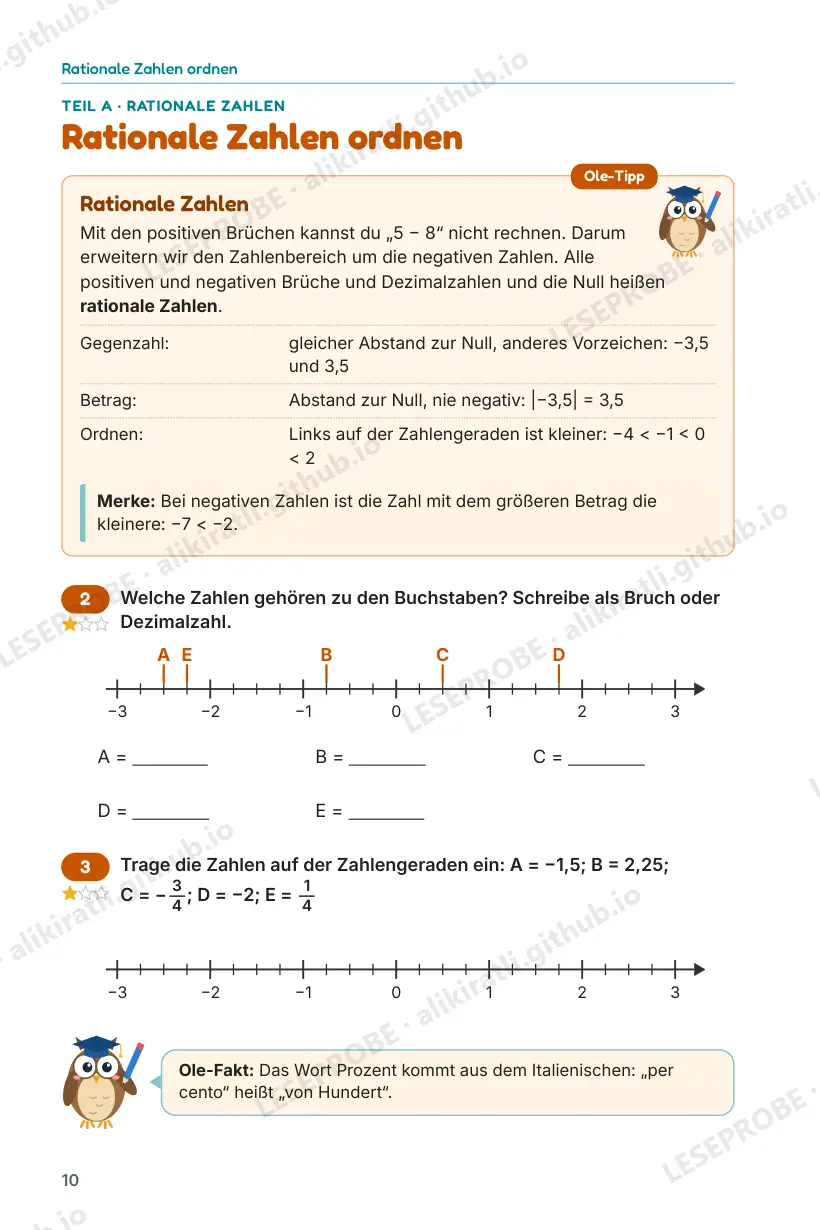 Rationale Zahlen ordnen
TEIL A · RATIONALE ZAHLEN
Rationale Zahlen ordnen
Ole-Tipp
Rationale Zahlen
Mit den positiven Brüchen kannst du „5 − 8“ nicht rechnen. Darum
erweitern wir den Zahlenbereich um die negativen Zahlen. Alle
positiven und negativen Brüche und Dezimalzahlen und die Null heißen
rationale Zahlen.
Gegenzahl: gleicher Abstand zur Null, anderes Vorzeichen: −3,5
und 3,5
Betrag: Abstand zur Null, nie negativ: |−3,5| = 3,5
Ordnen: Links auf der Zahlengeraden ist kleiner: −4 < −1 < 0
< 2
Merke: Bei negativen Zahlen ist die Zahl mit dem größeren Betrag die
kleinere: −7 < −2.
2 Welche Zahlen gehören zu den Buchstaben? Schreibe als Bruch oder
Dezimalzahl.
A E B C D
−3 −2 −1 0 1 2 3
A = ________ B = ________ C = ________
D = ________ E = ________
3 Trage die Zahlen auf der Zahlengeraden ein: A = −1,5; B = 2,25;
C = −3/4; D = −2; E = 1/4
−3 −2 −1 0 1 2 3
Ole-Fakt: Das Wort Prozent kommt aus dem Italienischen: „per
cento“ heißt „von Hundert“.
10
LESEPROBE · alikiratli.github.io